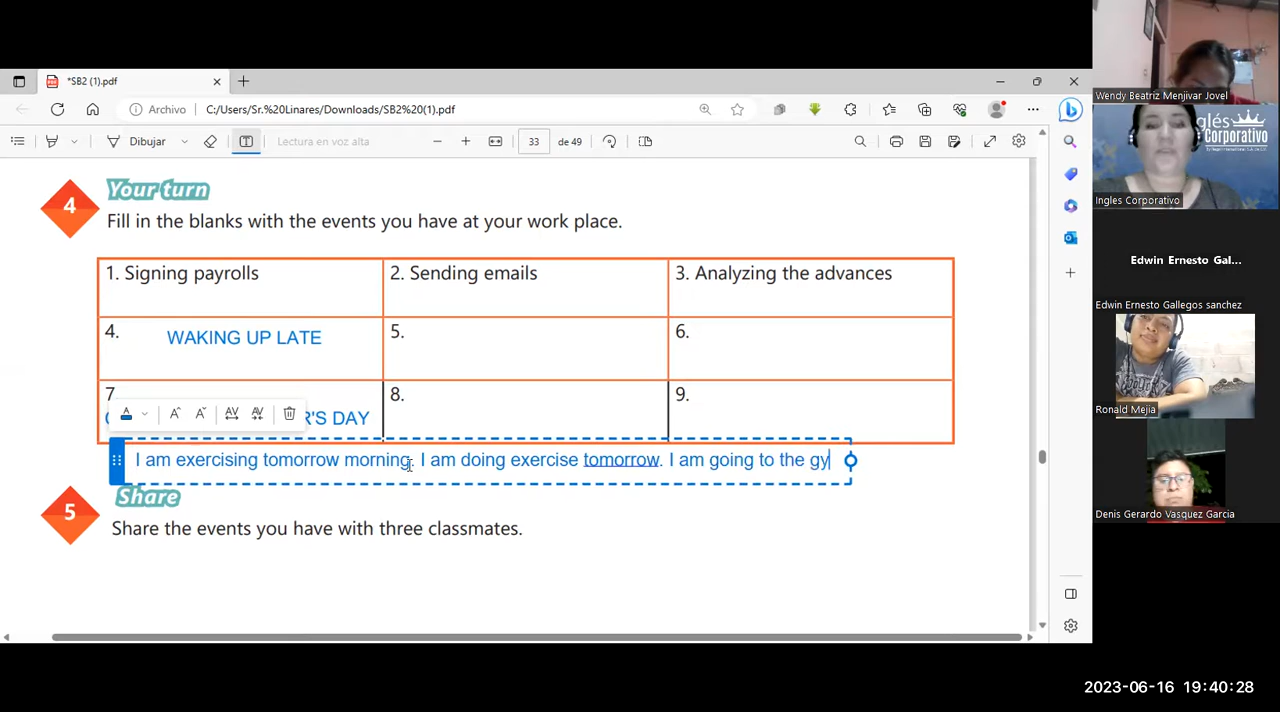 *SB2 (1).pdf
Archivo
C:/Users/Sr.%20Linares/Downloads/SB2%20(1).pdf
Dibujar
Lectura en voz alta
33
de 49
4
Your turn
Fill in the blanks with the events you have at your work place.
1. Signing payrolls
2. Sending emails
3. Analyzing the advances
4.
WAKING UP LATE
5.
6.
7
R'S DAY
8.
9.
I am exercising tomorrow morning. I am doing exercise tomorrow. I am going to the gy
5
Share
Share the events you have with three classmates.
Wendy Beatriz Menjivar Jovel
glés
Corporativo
Ingles Corporativo
Edwin Ernesto Gal...
Edwin Ernesto Gallegos sanchez
Ronald Mejia
Denis Gerardo Vasquez Garcia
2023-06-16 19:40:28